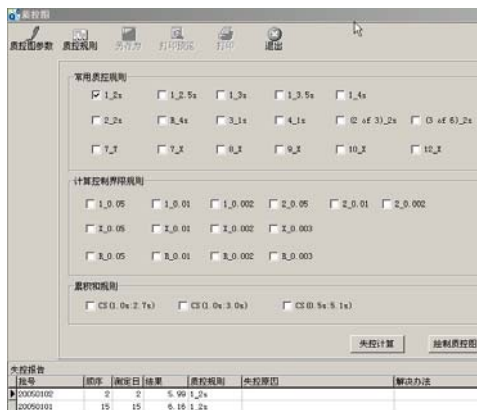 质控图
质控图参数 质控规则 另存为 打印预览 打印 退出
常用质控规则
1_2s 1_2.5s 1_3s 1_3.5s 1_4s
2_2s R_4s 3_1s 4_1s (2 of 3)_2s (3 of 6)_2s
7_T 7_X 8_X 9_X 10_X 12_X
计算控制界限规则
1_0.05 1_0.01 1_0.002 2_0.05 2_0.01 2_0.002
X_0.05 X_0.01 X_0.002 X_0.003
R_0.05 R_0.01 R_0.002 R_0.003
累积和规则
CS(1.0s:2.7s) CS(1.0s:3.0s) CS(0.5s:5.1s)
失控计算 绘制质控图
失控报告
批号 顺序 测定日 结果 质控规则 失控原因 解决办法
20050102 2 2 5.99 1_2s
20050101 15 15 6.16 1_2s